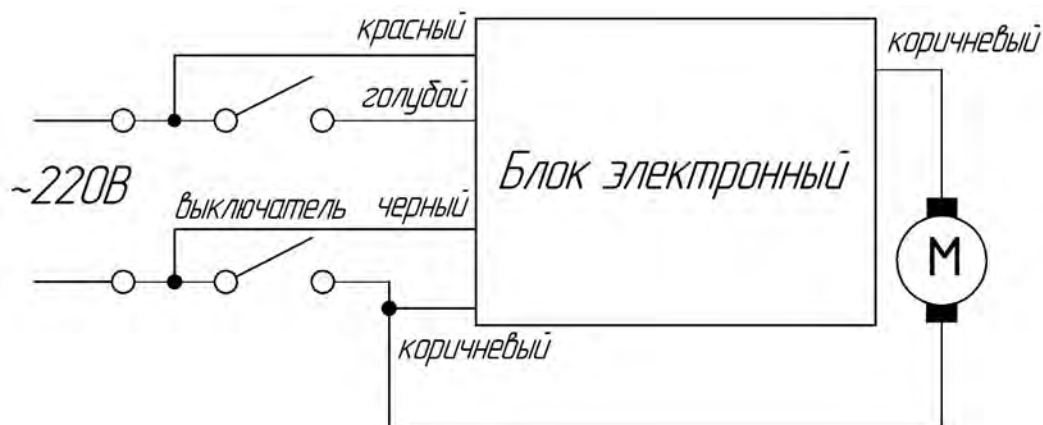 красный
коричневый
голубой
~220В
Блок электронный
выключатель
черный
М
коричневый